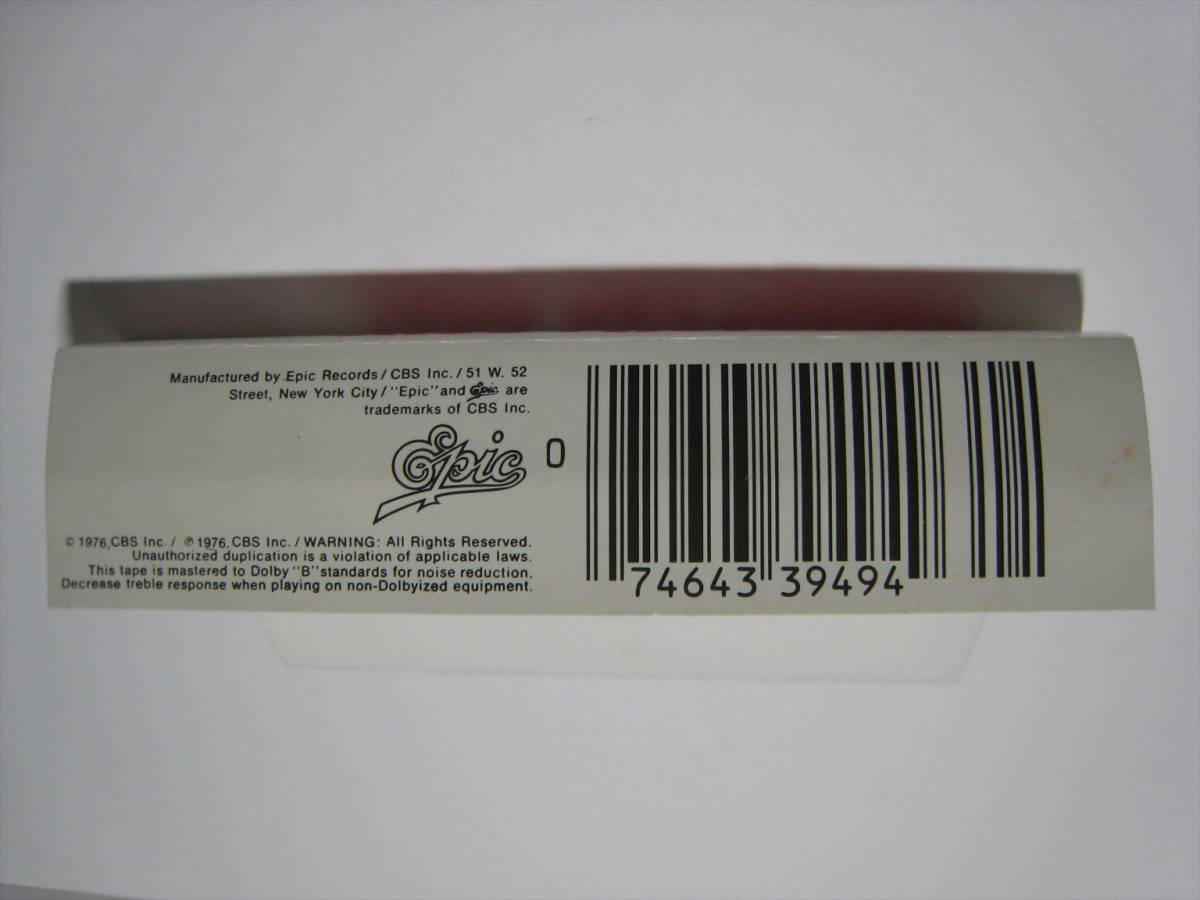 Manufactured by Epic Records/CBS Inc./51 W. 52
Street, New York City/"Epic" and Epic are
trademarks of CBS Inc.
Epic
© 1976, CBS Inc./ ℗ 1976, CBS Inc./WARNING: All Rights Reserved.
Unauthorized duplication is a violation of applicable laws.
This tape is mastered to Dolby "B" standards for noise reduction.
Decrease treble response when playing on non-Dolbyized equipment.
0 74643 39494